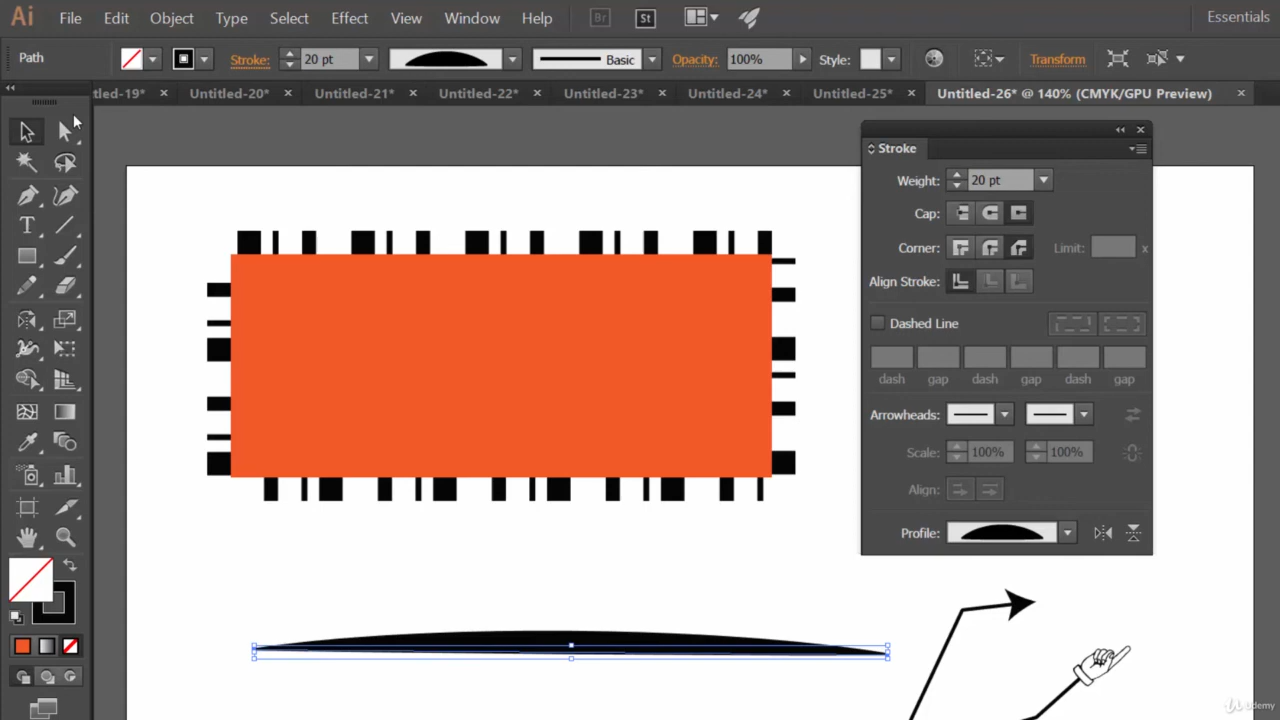 Ai File Edit Object Type Select Effect View Window Help Br St Essentials
Path Stroke: 20 pt Basic Opacity: 100% Style: Transform
tled-19* × Untitled-20* × Untitled-21* × Untitled-22* × Untitled-23* × Untitled-24* × Untitled-25* × Untitled-26* @ 140% (CMYK/GPU Preview) ×
Stroke
Weight: 20 pt
Cap:
Corner: Limit: x
Align Stroke:
Dashed Line
dash gap dash gap dash gap
Arrowheads:
Scale: 100% 100%
Align:
Profile:
T
Udemy